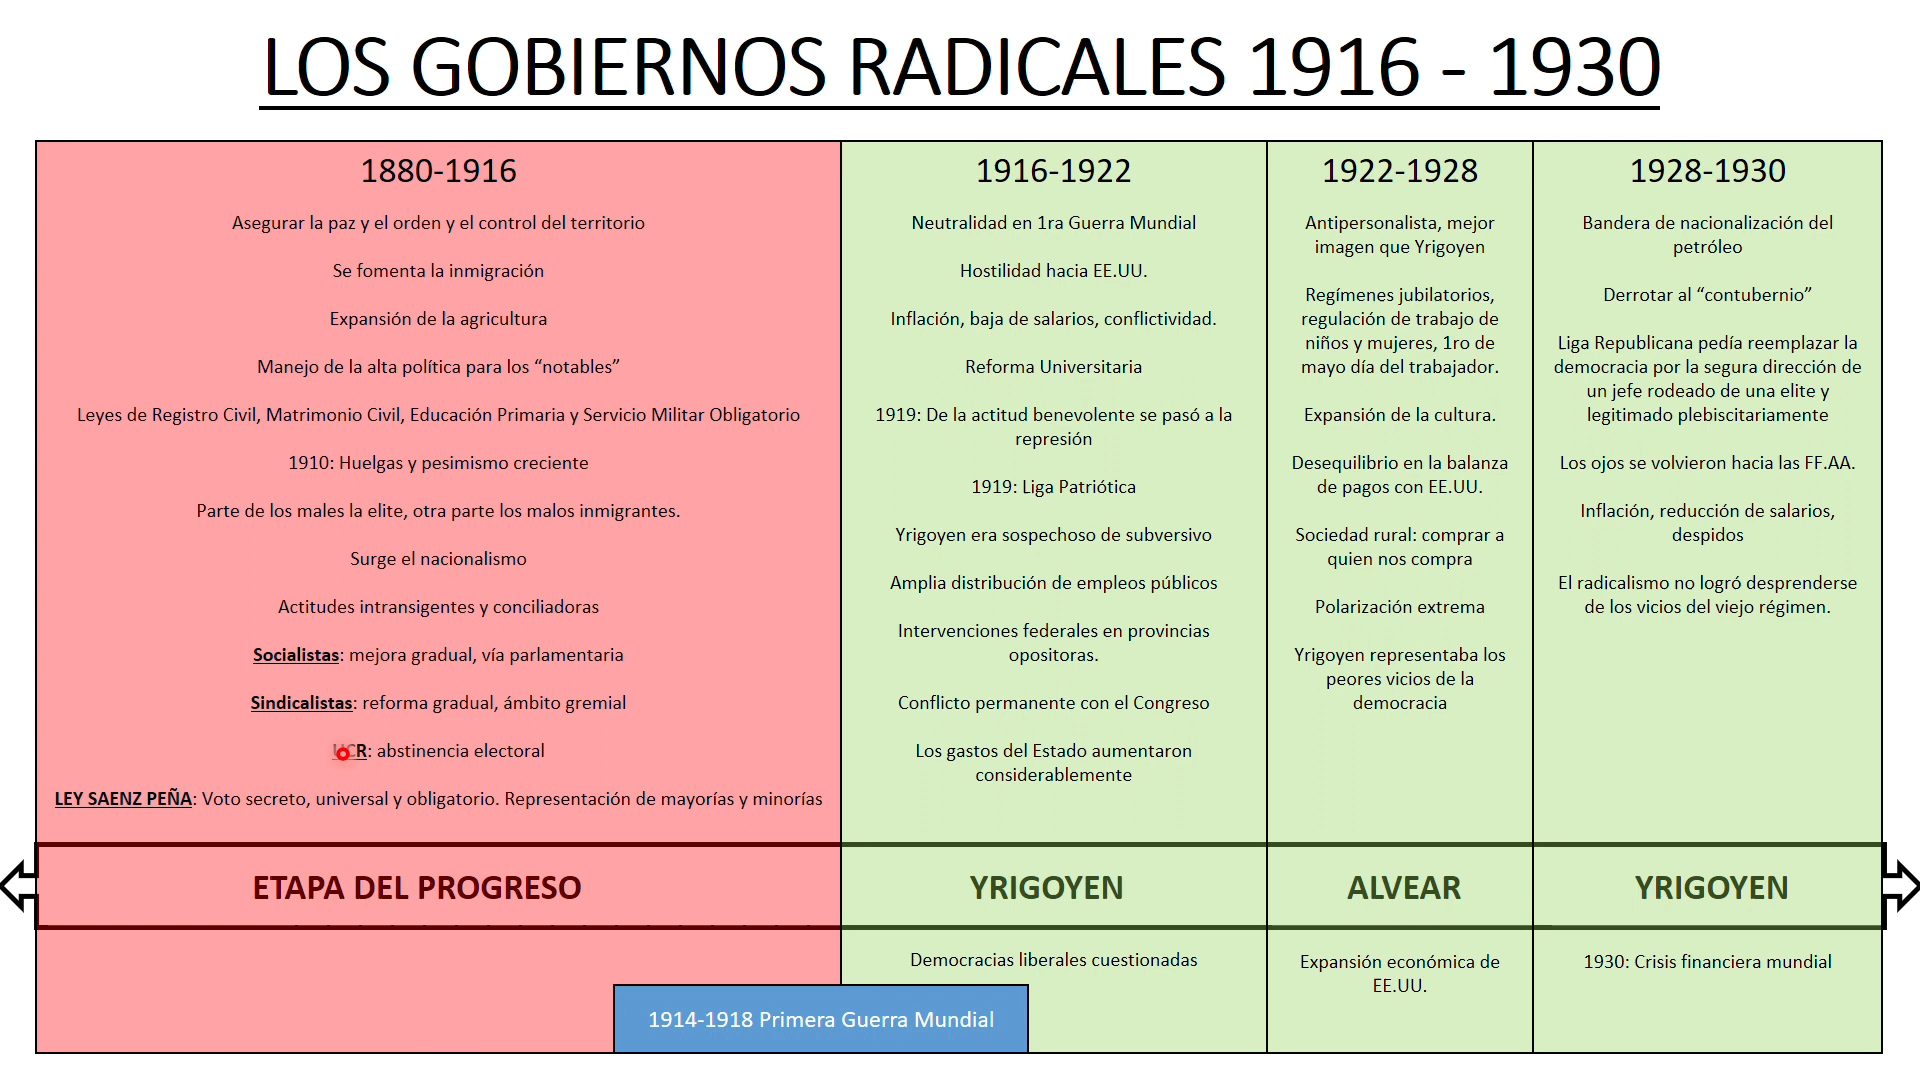 LOS GOBIERNOS RADICALES 1916 - 1930
1880-1916
Asegurar la paz y el orden y el control del territorio
Se fomenta la inmigración
Expansión de la agricultura
Manejo de la alta política para los “notables”
Leyes de Registro Civil, Matrimonio Civil, Educación Primaria y Servicio Militar Obligatorio
1910: Huelgas y pesimismo creciente
Parte de los males la elite, otra parte los malos inmigrantes.
Surge el nacionalismo
Actitudes intransigentes y conciliadoras
Socialistas: mejora gradual, vía parlamentaria
Sindicalistas: reforma gradual, ámbito gremial
UCR: abstinencia electoral
LEY SAENZ PEÑA: Voto secreto, universal y obligatorio. Representación de mayorías y minorías
ETAPA DEL PROGRESO
1916-1922
Neutralidad en 1ra Guerra Mundial
Hostilidad hacia EE.UU.
Inflación, baja de salarios, conflictividad.
Reforma Universitaria
1919: De la actitud benevolente se pasó a la
represión
1919: Liga Patriótica
Yrigoyen era sospechoso de subversivo
Amplia distribución de empleos públicos
Intervenciones federales en provincias
opositoras.
Conflicto permanente con el Congreso
Los gastos del Estado aumentaron
considerablemente
YRIGOYEN
Democracias liberales cuestionadas
1914-1918 Primera Guerra Mundial
1922-1928
Antipersonalista, mejor
imagen que Yrigoyen
Regímenes jubilatorios,
regulación de trabajo de
niños y mujeres, 1ro de
mayo día del trabajador.
Expansión de la cultura.
Desequilibrio en la balanza
de pagos con EE.UU.
Sociedad rural: comprar a
quien nos compra
Polarización extrema
Yrigoyen representaba los
peores vicios de la
democracia
ALVEAR
Expansión económica de
EE.UU.
1928-1930
Bandera de nacionalización del
petróleo
Derrotar al “contubernio”
Liga Republicana pedía reemplazar la
democracia por la segura dirección de
un jefe rodeado de una elite y
legitimado plebiscitariamente
Los ojos se volvieron hacia las FF.AA.
Inflación, reducción de salarios,
despidos
El radicalismo no logró desprenderse
de los vicios del viejo régimen.
YRIGOYEN
1930: Crisis financiera mundial